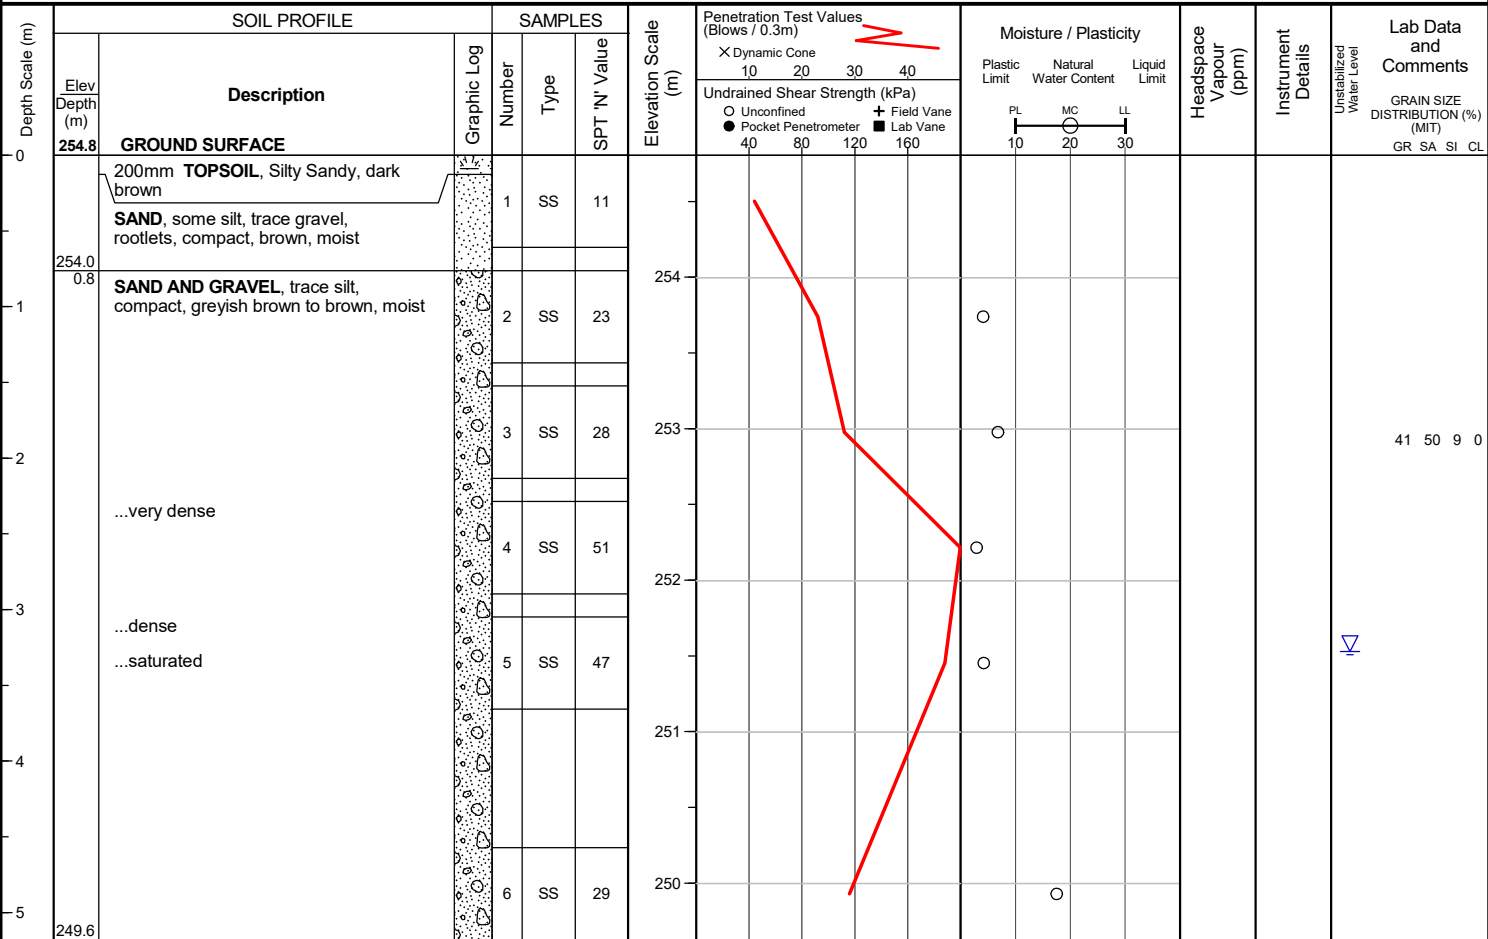 SOIL PROFILE
SAMPLES
Depth Scale (m)
Elev
Depth
(m)
254.8
Description
GROUND SURFACE
Graphic Log
Number
Type
SPT 'N' Value
Elevation Scale
(m)
Penetration Test Values
(Blows / 0.3m)
Dynamic Cone
10 20 30 40
Undrained Shear Strength (kPa)
Unconfined
Field Vane
Pocket Penetrometer
Lab Vane
40 80 120 160
Moisture / Plasticity
Plastic
Limit
Natural
Water Content
Liquid
Limit
PL MC LL
10 20 30
Headspace
Vapour
(ppm)
Instrument
Details
Unstabilized
Water Level
Lab Data
and
Comments
GRAIN SIZE
DISTRIBUTION (%)
(MIT)
GR SA SI CL
0
200mm TOPSOIL, Silty Sandy, dark
brown
SAND, some silt, trace gravel,
rootlets, compact, brown, moist
1 SS 11
254.0
0.8
SAND AND GRAVEL, trace silt,
compact, greyish brown to brown, moist
254
1
2 SS 23
253
3 SS 28
41 50 9 0
2
...very dense
4 SS 51
252
3
...dense
...saturated
5 SS 47
251
4
250
6 SS 29
5
249.6